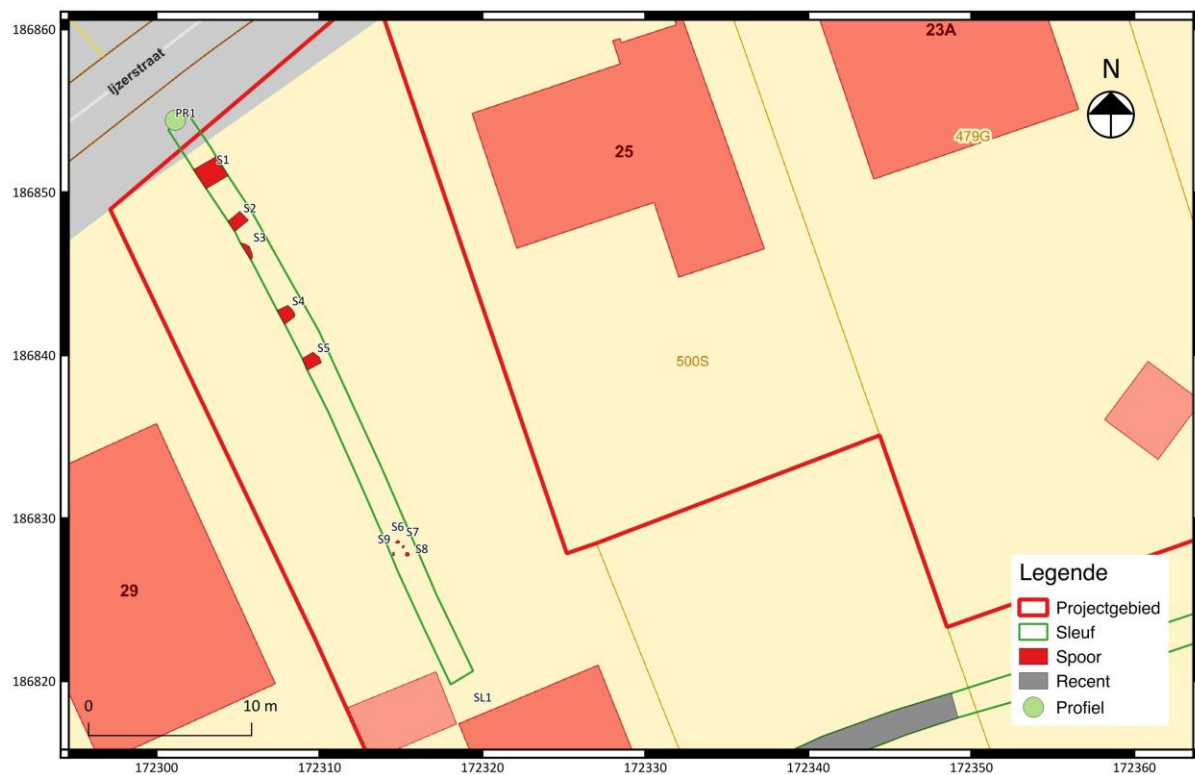 186860
186850
186840
186830
186820
172300
172310
172320
172330
172340
172350
172360
Ijzerstraat
PR1
S1
S2
S3
S4
S5
S6
S7
S9
S8
SL1
25
23A
479G
500S
29
N
0
10 m
Legende
Projectgebied
Sleuf
Spoor
Recent
Profiel